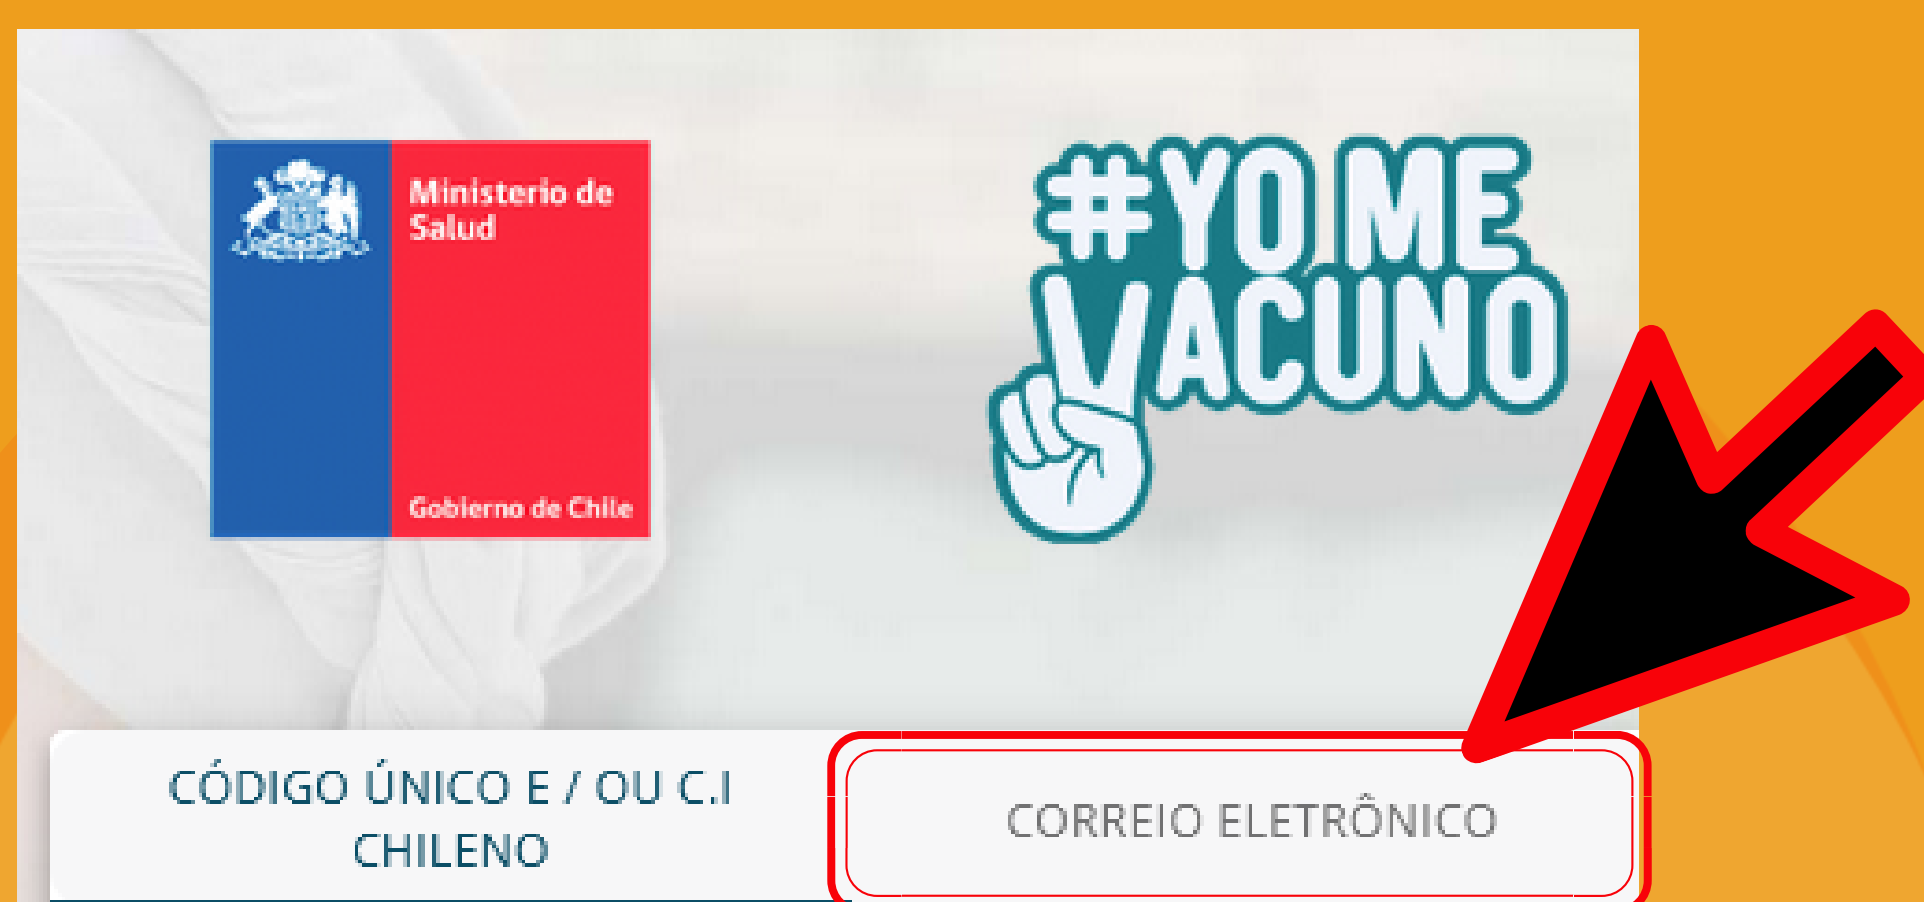 Ministerio de
Salud
Gobierno de Chile
#YO ME
VACUNO
CÓDIGO ÚNICO E / OU C.I
CHILENO
CORREIO ELETRÔNICO